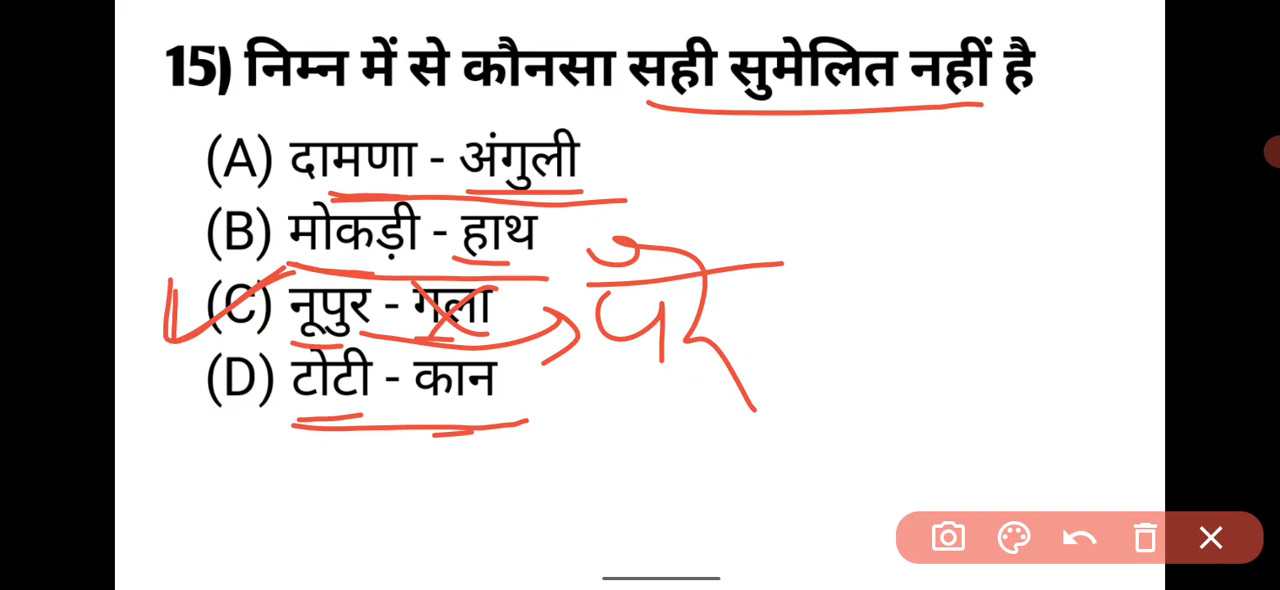 15) निम्न में से कौनसा सही सुमेलित नहीं है
(A) दामणा - अंगुली
(B) मोकड़ी - हाथ
(C) नूपुर - गला
पैर
(D) टोटी - कान